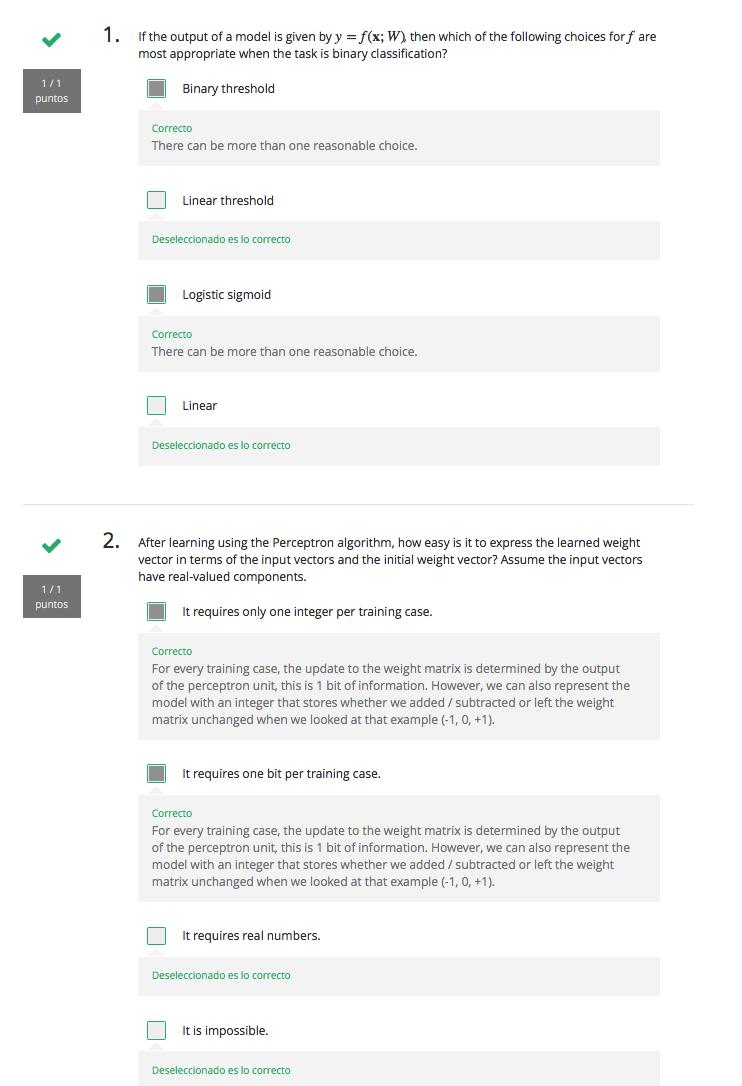 1. If the output of a model is given by y = f(x; W), then which of the following choices for f are
most appropriate when the task is binary classification?
1 / 1
puntos
Binary threshold
Correcto
There can be more than one reasonable choice.
Linear threshold
Deseleccionado es lo correcto
Logistic sigmoid
Correcto
There can be more than one reasonable choice.
Linear
Deseleccionado es lo correcto
2. After learning using the Perceptron algorithm, how easy is it to express the learned weight
vector in terms of the input vectors and the initial weight vector? Assume the input vectors
have real-valued components.
1 / 1
puntos
It requires only one integer per training case.
Correcto
For every training case, the update to the weight matrix is determined by the output
of the perceptron unit, this is 1 bit of information. However, we can also represent the
model with an integer that stores whether we added / subtracted or left the weight
matrix unchanged when we looked at that example (-1, 0, +1).
It requires one bit per training case.
Correcto
For every training case, the update to the weight matrix is determined by the output
of the perceptron unit, this is 1 bit of information. However, we can also represent the
model with an integer that stores whether we added / subtracted or left the weight
matrix unchanged when we looked at that example (-1, 0, +1).
It requires real numbers.
Deseleccionado es lo correcto
It is impossible.
Deseleccionado es lo correcto